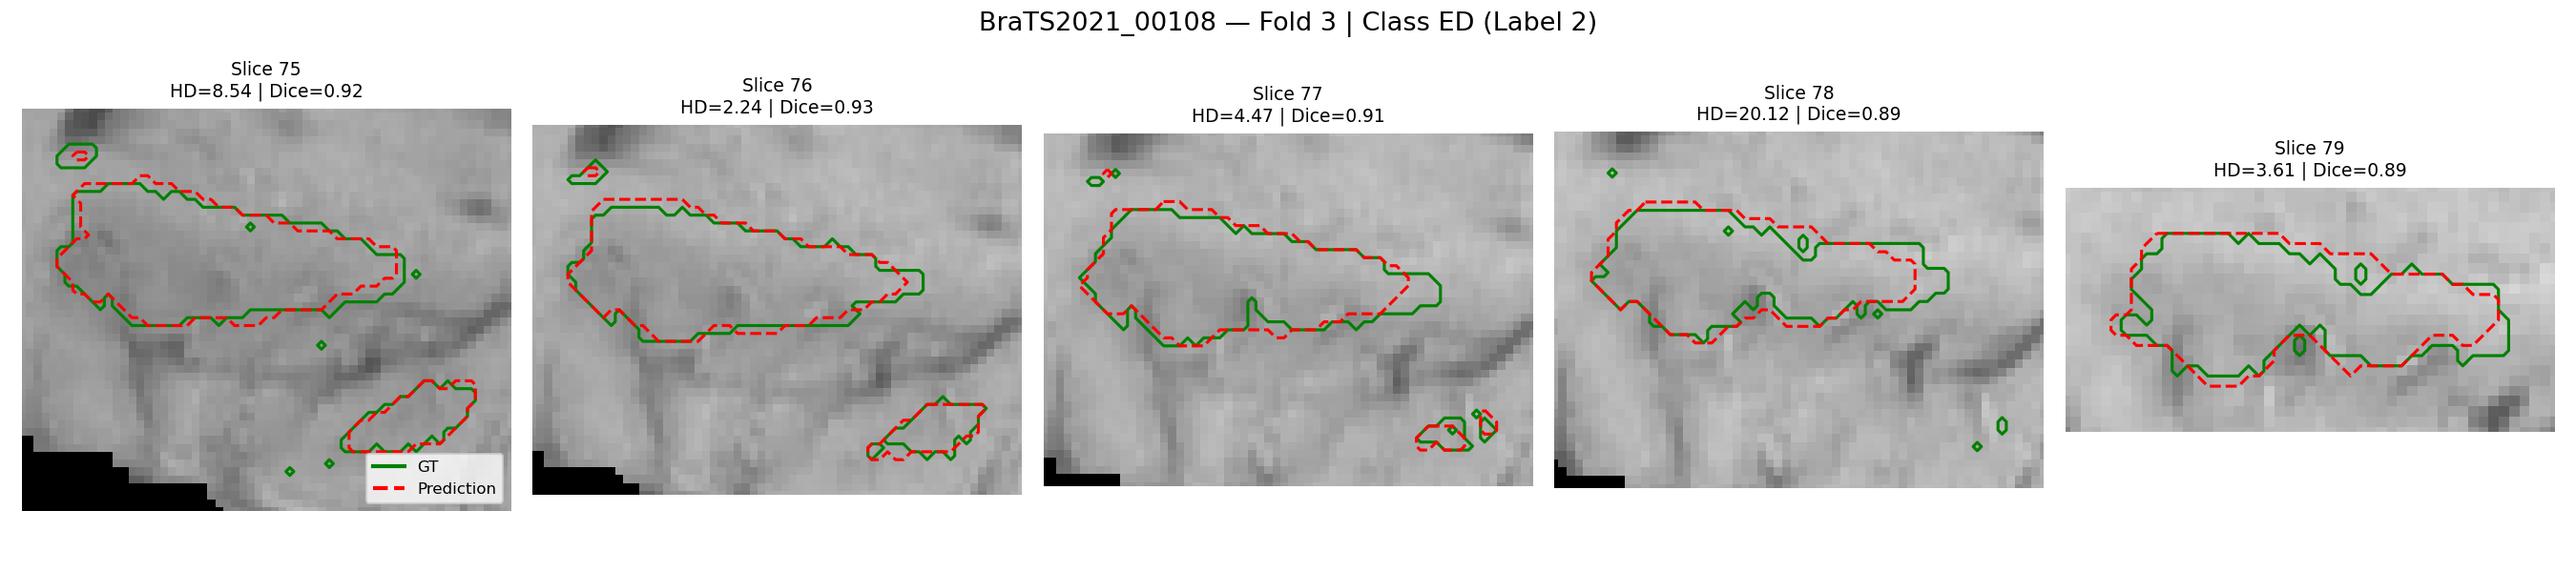 BraTS2021_00108 — Fold 3 | Class ED (Label 2)
Slice 75
HD=8.54 | Dice=0.92
Slice 76
HD=2.24 | Dice=0.93
Slice 77
HD=4.47 | Dice=0.91
Slice 78
HD=20.12 | Dice=0.89
Slice 79
HD=3.61 | Dice=0.89
GT
Prediction